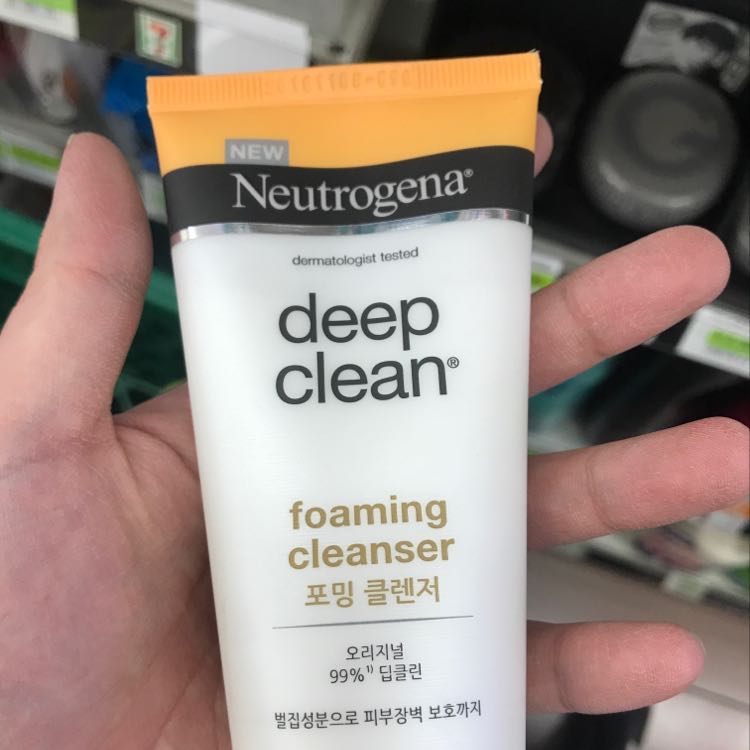 NEW
Neutrogena®
dermatologist tested
deep
clean®
foaming
cleanser
포밍 클렌저
오리지널
99%¹⁾ 딥클린
벌집성분으로 피부장벽 보호까지